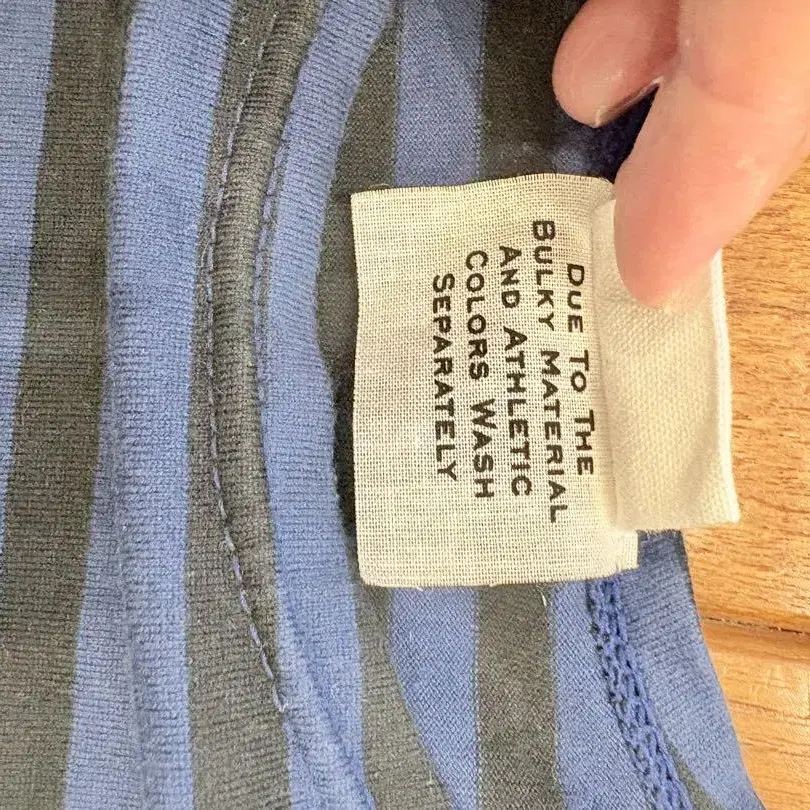 Due To The
Bulky Material
And Athletic
Colors Wash
Separately